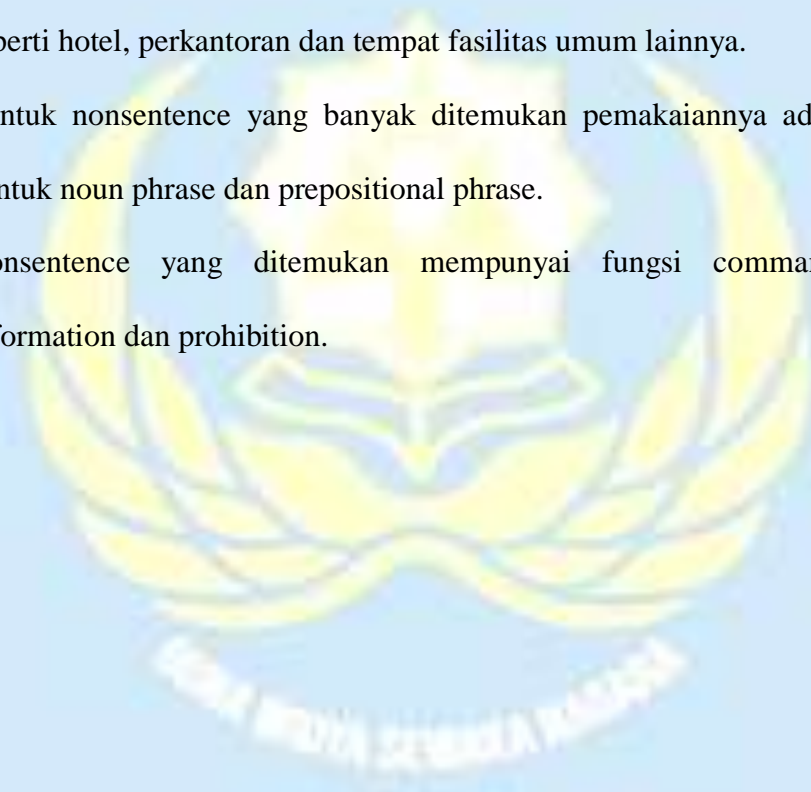 perti hotel, perkantoran dan tempat fasilitas umum lainnya.
ntuk nonsentence yang banyak ditemukan pemakaiannya ad
ntuk noun phrase dan prepositional phrase.
onsentence yang ditemukan mempunyai fungsi comma
formation dan prohibition.